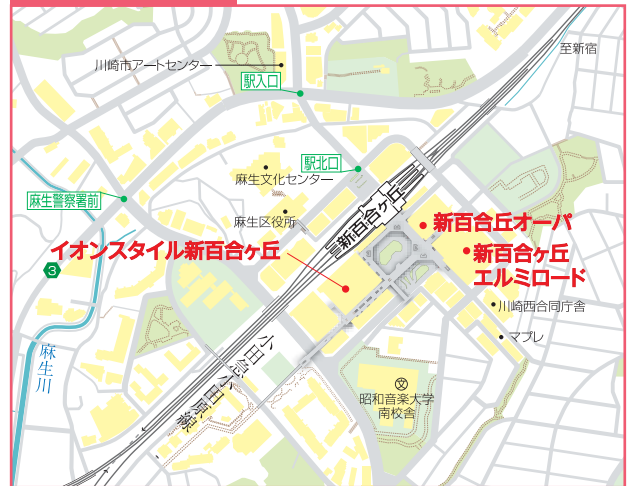 至新宿
川崎市アートセンター
駅入口
駅北口
麻生文化センター
麻生警察署前
麻生区役所
新百合ヶ丘
新百合丘オーパ
イオンスタイル新百合ヶ丘
新百合ヶ丘
エルミロード
3
川崎西合同庁舎
マプレ
小田急小田原線
麻生川
文
昭和音楽大学
南校舎